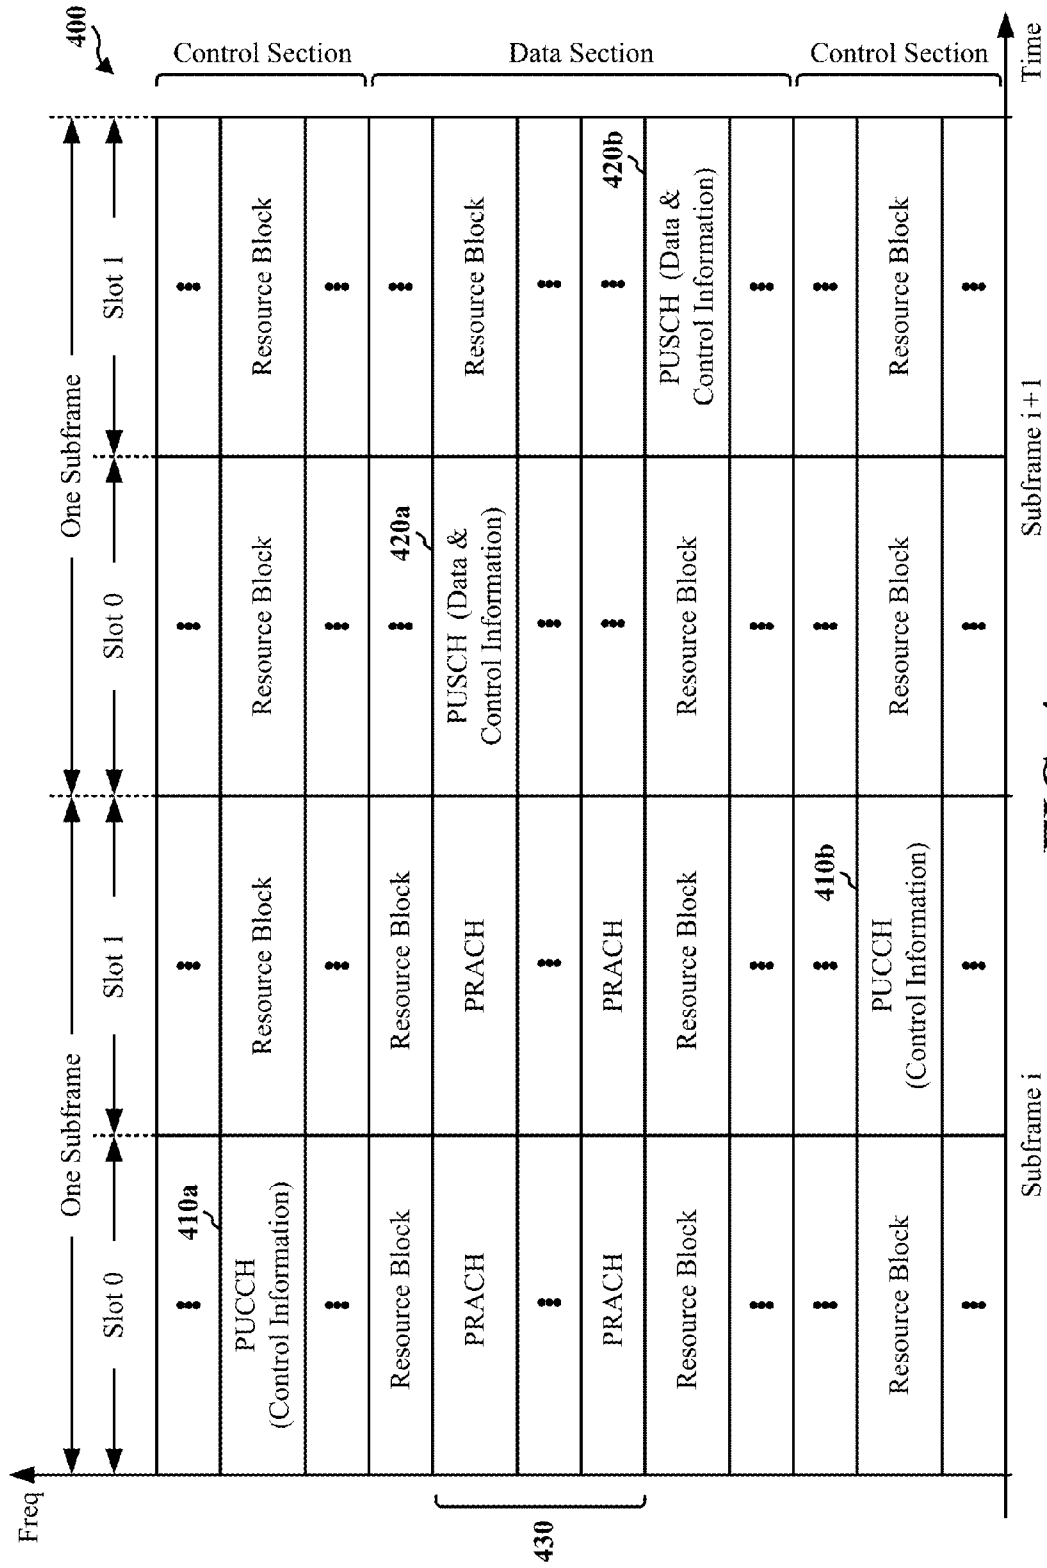 Freq
400
One Subframe
One Subframe
Slot 0
Slot 1
Slot 0
Slot 1
410a
PUCCH
(Control Information)
Resource Block
Resource Block
Resource Block
Control Section
Resource Block
Resource Block
420a
430
PRACH
PRACH
PUSCH (Data &
Control Information)
Resource Block
Data Section
PRACH
PRACH
420b
Resource Block
Resource Block
Resource Block
PUSCH (Data &
Control Information)
410b
Resource Block
PUCCH
(Control Information)
Resource Block
Resource Block
Control Section
Subframe i
Subframe i+1
Time